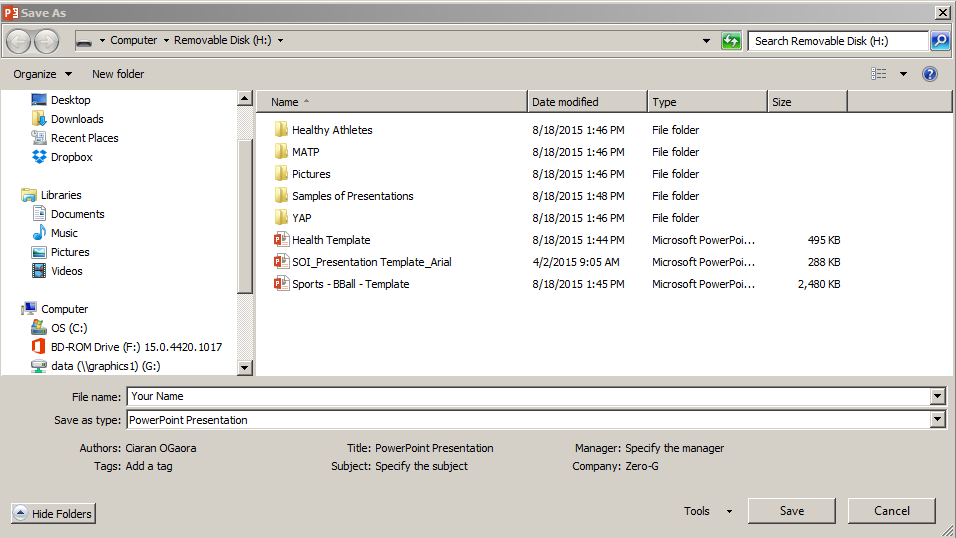 Save As
Computer Removable Disk (H:)
Search Removable Disk (H:)
Organize New folder
Desktop
Downloads
Recent Places
Dropbox
Libraries
Documents
Music
Pictures
Videos
Computer
OS (C:)
BD-ROM Drive (F:) 15.0.4420.1017
data (\\graphics1) (G:)
Name Date modified Type Size
Healthy Athletes 8/18/2015 1:46 PM File folder
MATP 8/18/2015 1:46 PM File folder
Pictures 8/18/2015 1:46 PM File folder
Samples of Presentations 8/18/2015 1:48 PM File folder
YAP 8/18/2015 1:46 PM File folder
Health Template 8/18/2015 1:44 PM Microsoft PowerPoi... 495 KB
SOI_Presentation Template_Arial 4/2/2015 9:05 AM Microsoft PowerPoi... 288 KB
Sports - BBall - Template 8/18/2015 1:45 PM Microsoft PowerPoi... 2,480 KB
File name: Your Name
Save as type: PowerPoint Presentation
Authors: Ciaran OGaora Title: PowerPoint Presentation Manager: Specify the manager
Tags: Add a tag Subject: Specify the subject Company: Zero-G
Hide Folders Tools Save Cancel